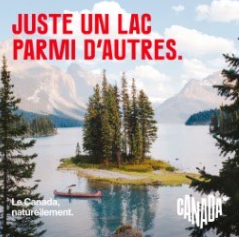 JUSTE UN LAC
PARMI D'AUTRES.
Le Canada,
naturellement.
CANADA